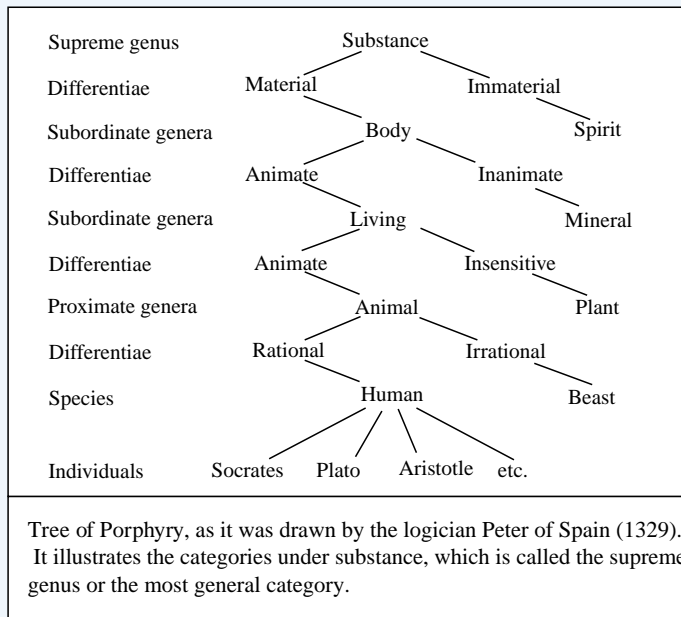 Supreme genus Substance
Differentiae Material Immaterial
Subordinate genera Body Spirit
Differentiae Animate Inanimate
Subordinate genera Living Mineral
Differentiae Animate Insensitive
Proximate genera Animal Plant
Differentiae Rational Irrational
Species Human Beast
Individuals Socrates Plato Aristotle etc.
Tree of Porphyry, as it was drawn by the logician Peter of Spain (1329).
It illustrates the categories under substance, which is called the supreme
genus or the most general category.